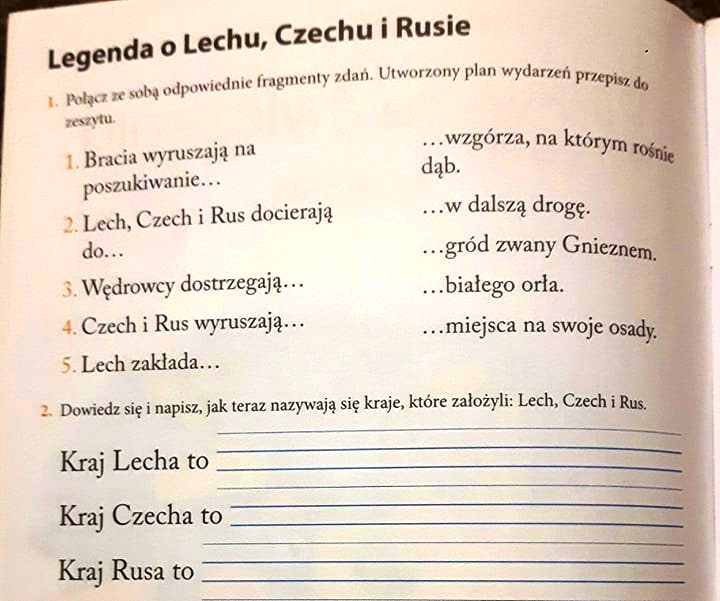 Legenda o Lechu, Czechu i Rusie
1. Połącz ze sobą odpowiednie fragmenty zdań. Utworzony plan wydarzeń przepisz do
zeszytu.
1. Bracia wyruszają na
poszukiwanie…
2. Lech, Czech i Rus docierają
do…
3. Wędrowcy dostrzegają…
4. Czech i Rus wyruszają…
5. Lech zakłada…
…wzgórza, na którym rośnie
dąb.
…w dalszą drogę.
…gród zwany Gnieznem.
…białego orła.
…miejsca na swoje osady.
2. Dowiedz się i napisz, jak teraz nazywają się kraje, które założyli: Lech, Czech i Rus.
Kraj Lecha to
Kraj Czecha to
Kraj Rusa to